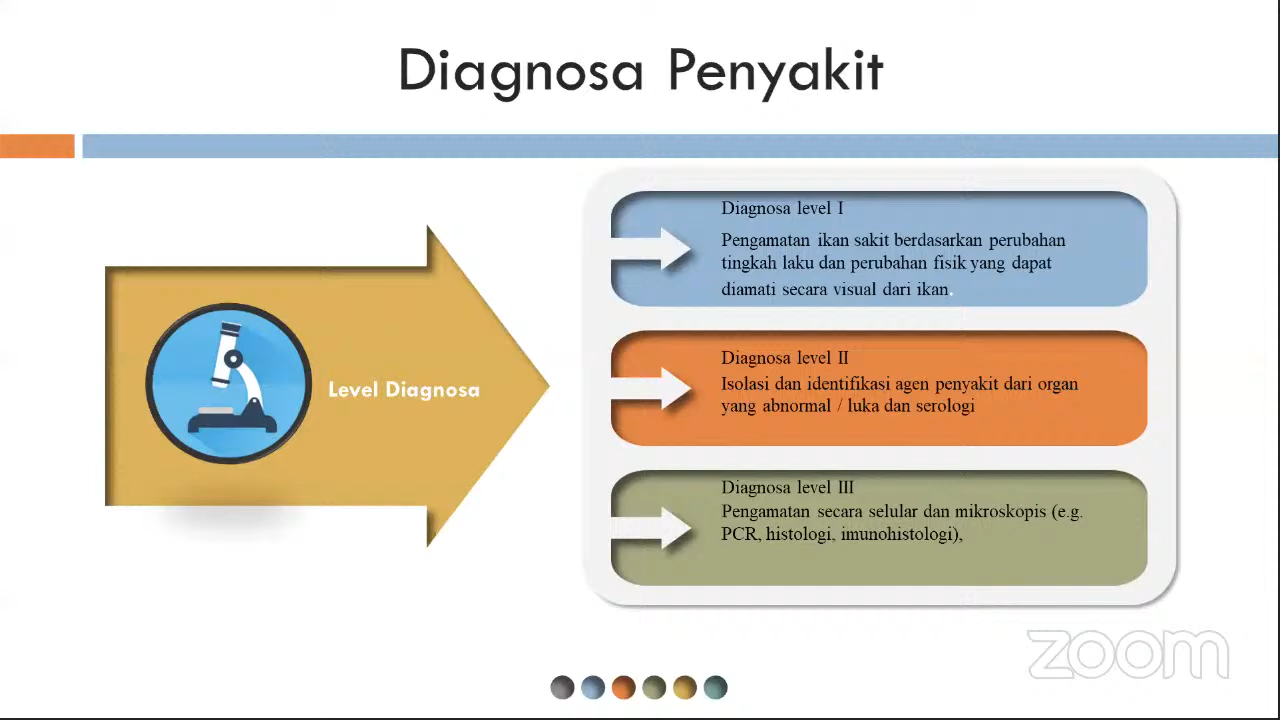 Diagnosa Penyakit
Level Diagnosa
Diagnosa level I
Pengamatan ikan sakit berdasarkan perubahan
tingkah laku dan perubahan fisik yang dapat
diamati secara visual dari ikan.
Diagnosa level II
Isolasi dan identifikasi agen penyakit dari organ
yang abnormal / luka dan serologi
Diagnosa level III
Pengamatan secara selular dan mikroskopis (e.g.
PCR, histologi, imunohistologi),
zoom